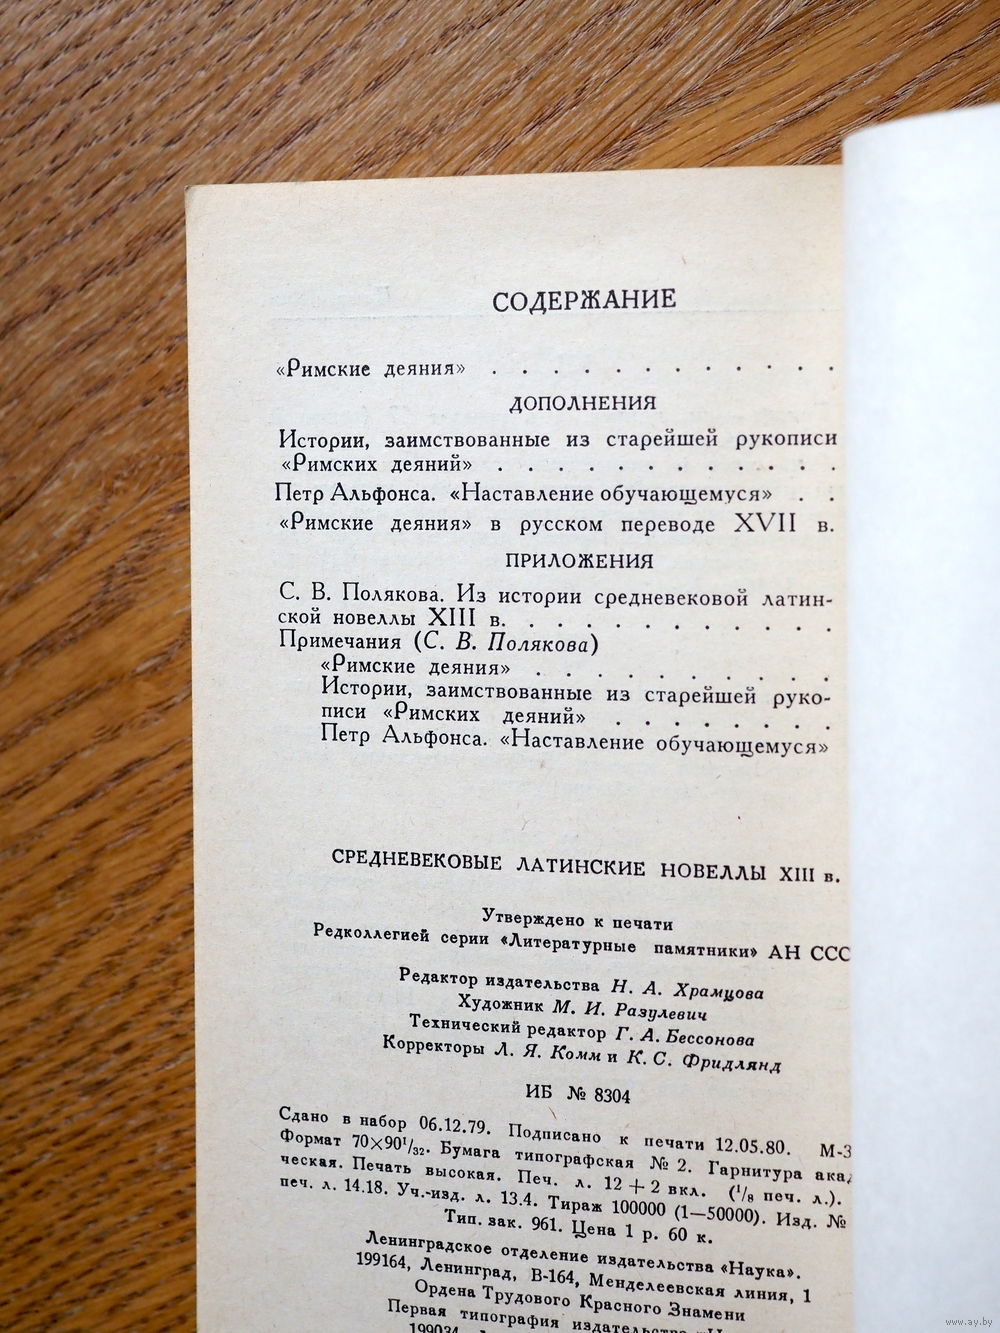 СОДЕРЖАНИЕ
«Римские деяния» . . . . . . . . . . . .
ДОПОЛНЕНИЯ
Истории, заимствованные из старейшей рукописи
«Римских деяний» . . . . . . . . . . . .
Петр Альфонса. «Наставление обучающемуся» . .
«Римские деяния» в русском переводе XVII в.
ПРИЛОЖЕНИЯ
С. В. Полякова. Из истории средневековой латин-
ской новеллы XIII в. . . . . . . . . . . .
Примечания (С. В. Полякова)
«Римские деяния» . . . . . . . . . . .
Истории, заимствованные из старейшей руко-
писи «Римских деяний» . . . . . . . .
Петр Альфонса. «Наставление обучающемуся»
СРЕДНЕВЕКОВЫЕ ЛАТИНСКИЕ НОВЕЛЛЫ XIII в.
Утверждено к печати
Редколлегией серии «Литературные памятники» АН ССС
Редактор издательства Н. А. Храмцова
Художник М. И. Разулевич
Технический редактор Г. А. Бессонова
Корректоры Л. Я. Комм и К. С. Фридлянд
ИБ № 8304
Сдано в набор 06.12.79. Подписано к печати 12.05.80. М-3
Формат 70×90¹/₃₂. Бумага типографская № 2. Гарнитура ака
ческая. Печать высокая. Печ. л. 12 + 2 вкл. (¹/₈ печ. л.).
печ. л. 14.18. Уч.-изд. л. 13.4. Тираж 100000 (1—50000). Изд. №
Тип. зак. 961. Цена 1 р. 60 к.
Ленинградское отделение издательства «Наука».
199164, Ленинград, В-164, Менделеевская линия, 1
Ордена Трудового Красного Знамени
Первая типография издательства
199034,
www.ay.by